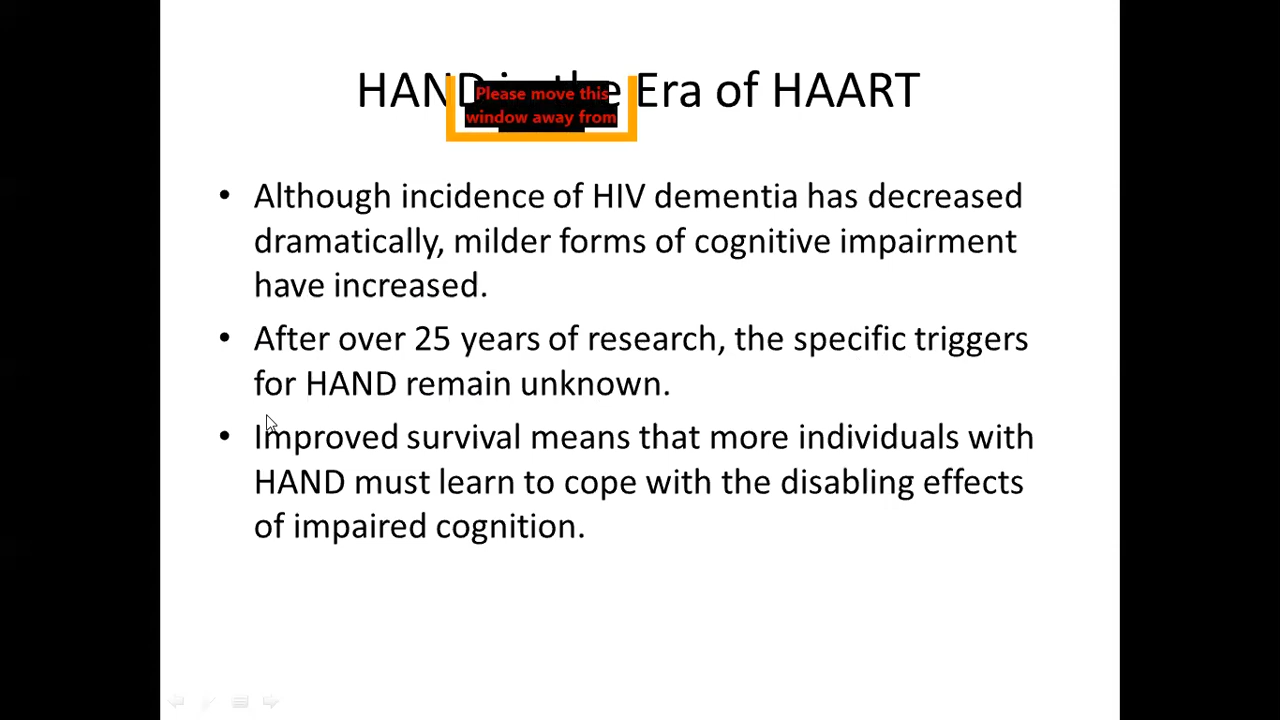 HAND in the Era of HAART
Please move this
window away from
• Although incidence of HIV dementia has decreased
dramatically, milder forms of cognitive impairment
have increased.
• After over 25 years of research, the specific triggers
for HAND remain unknown.
• Improved survival means that more individuals with
HAND must learn to cope with the disabling effects
of impaired cognition.